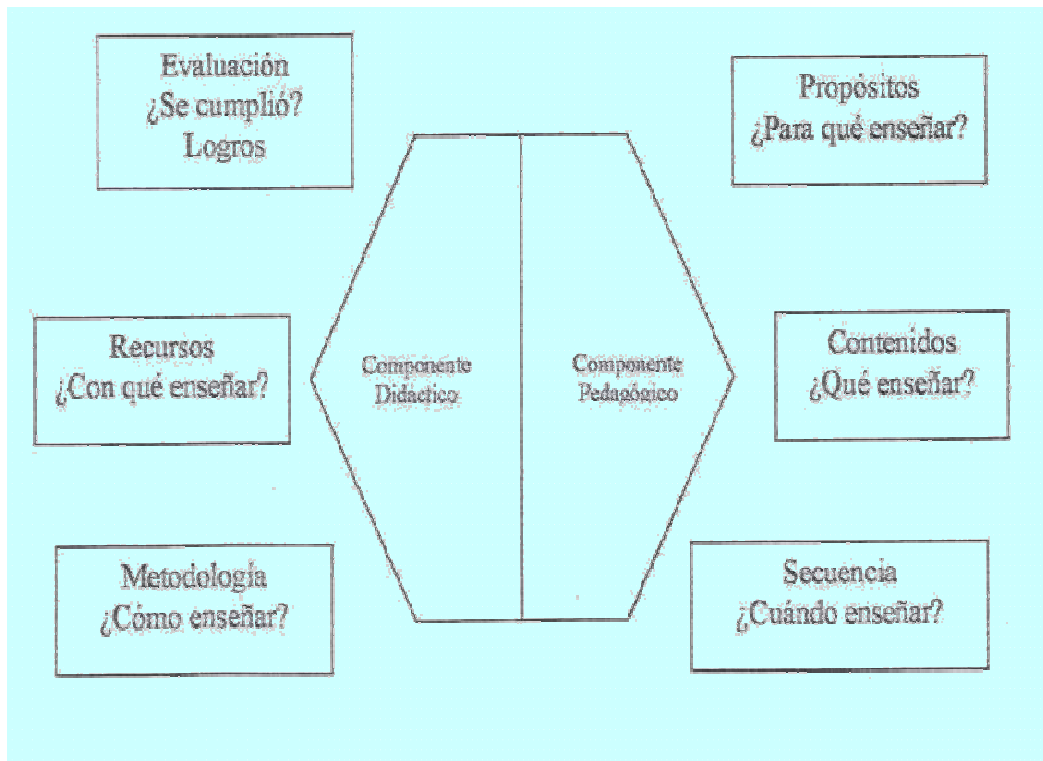 Evaluación
¿Se cumplió?
Logros
Propósitos
¿Para qué enseñar?
Recursos
¿Con qué enseñar?
Componente
Didáctico
Componente
Pedagógico
Contenidos
¿Qué enseñar?
Metodología
¿Cómo enseñar?
Secuencia
¿Cuándo enseñar?